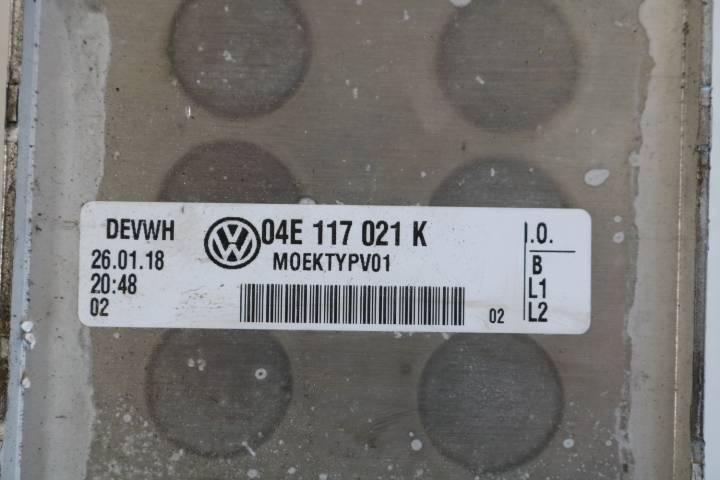 DEVWH
26.01.18
20:48
02
04E 117 021 K
MOEKTYPV01
02
I.O.
B
L1
L2